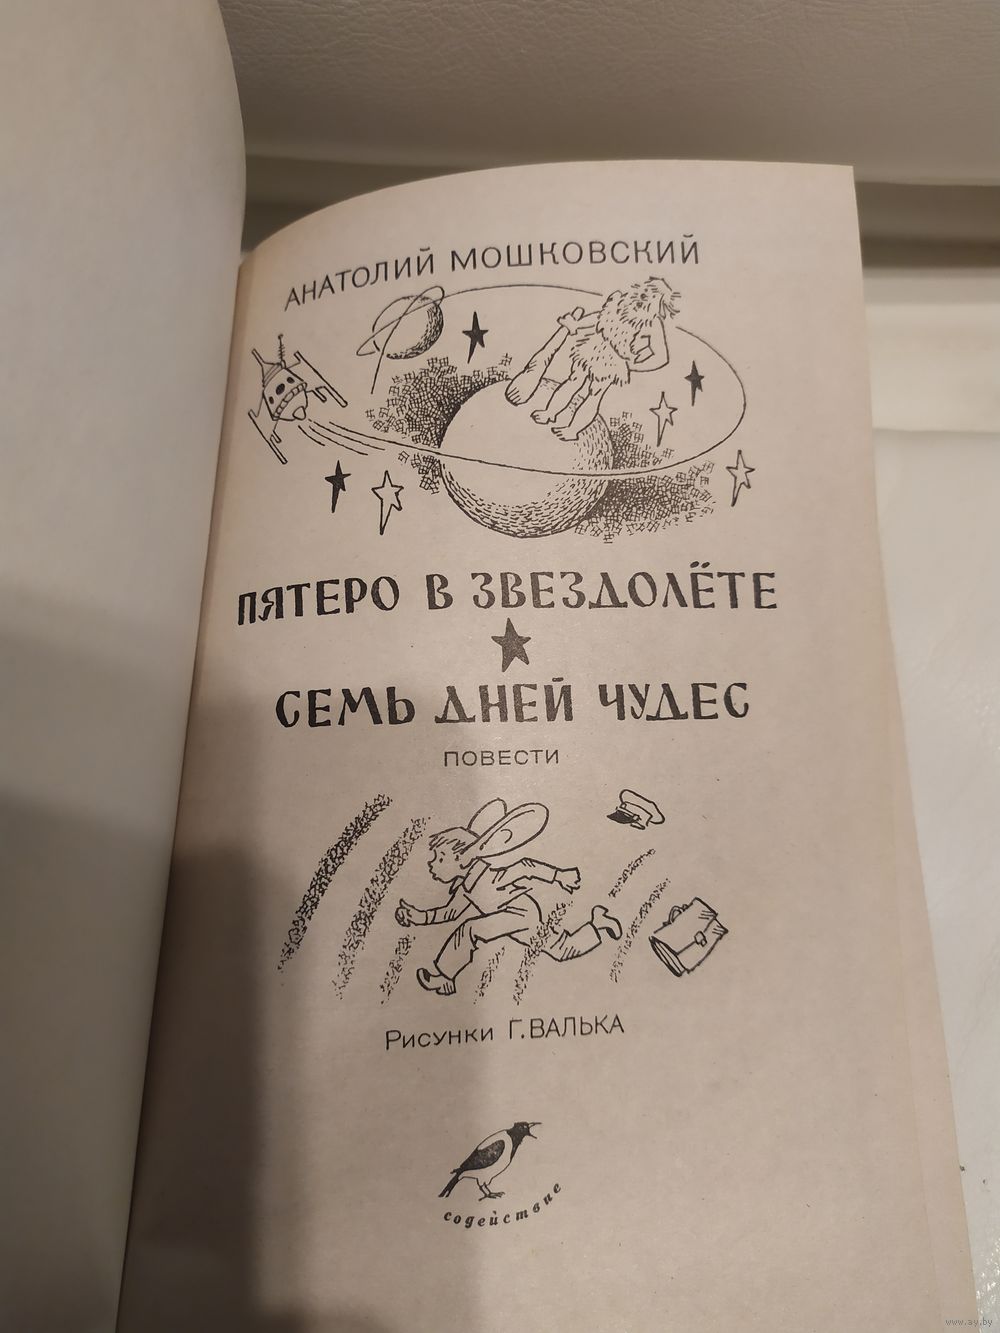 АНАТОЛИЙ МОШКОВСКИЙ
ПЯТЕРО В ЗВЕЗДОЛЁТЕ
СЕМЬ ДНЕЙ ЧУДЕС
ПОВЕСТИ
РИСУНКИ Г.ВАЛЬКА
содействие
www.ay.by